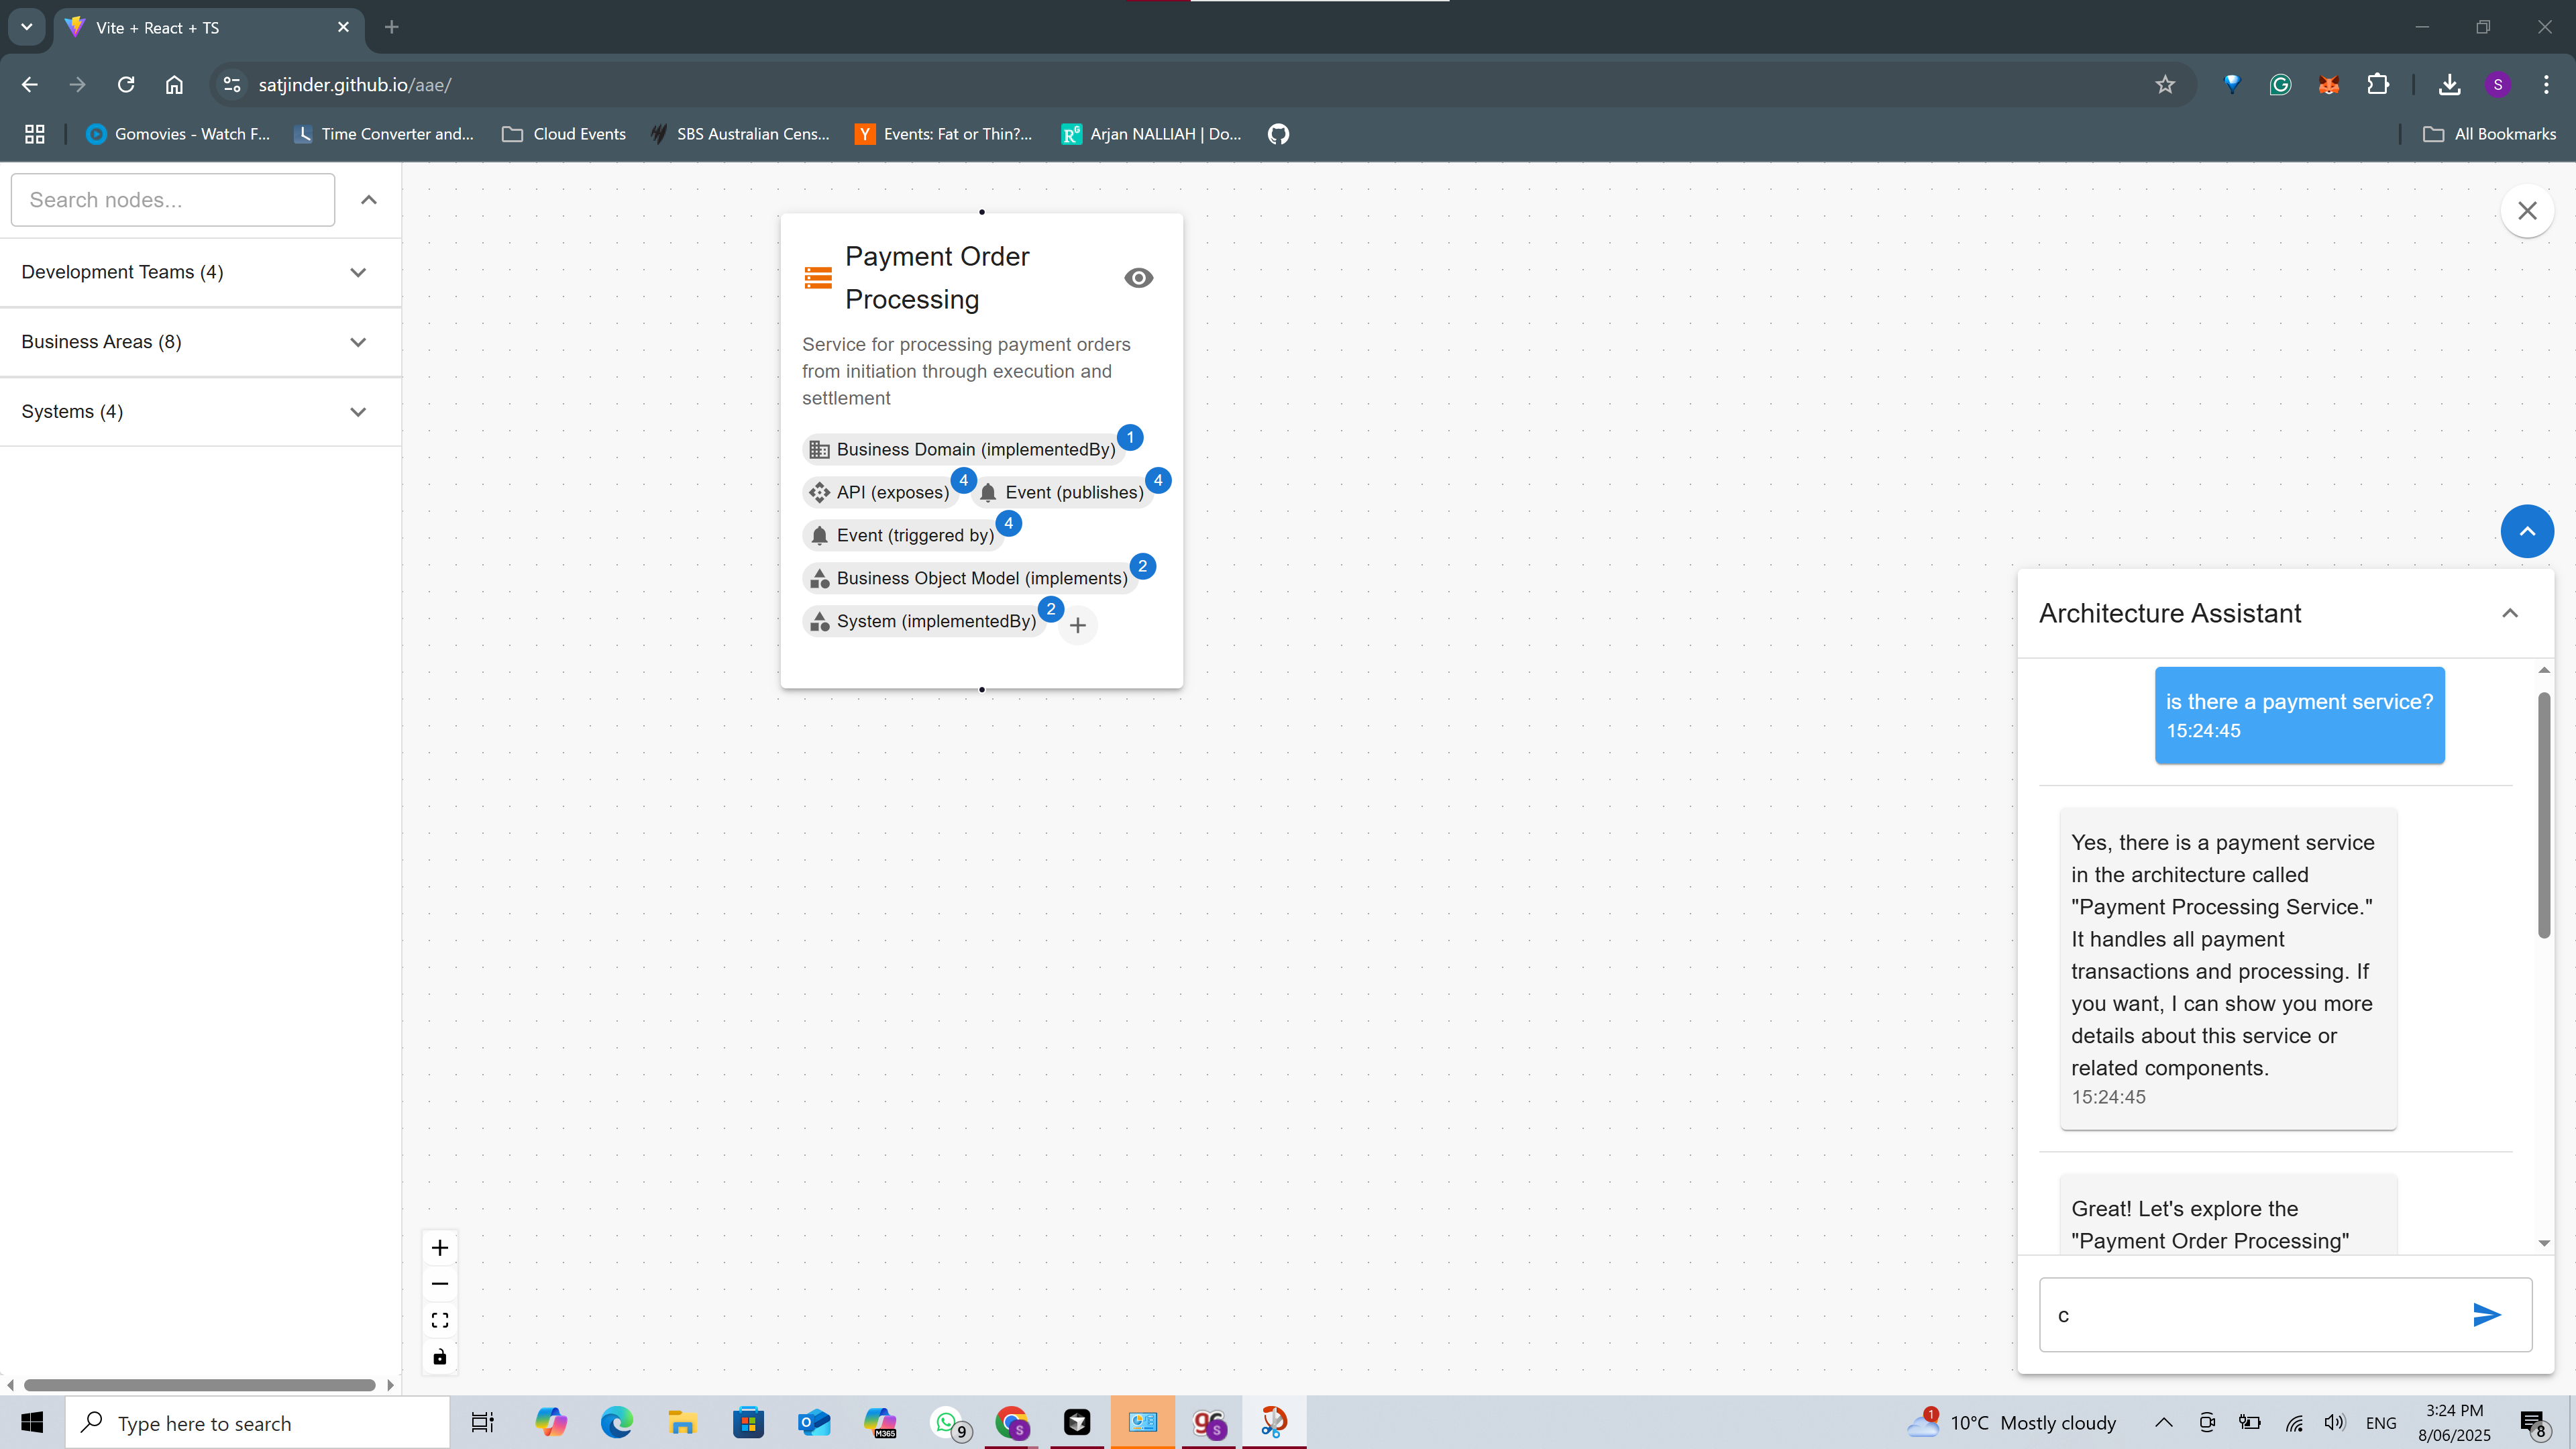 Vite + React + TS
satjinder.github.io/aae/
S
Gomovies - Watch F...
Time Converter and...
Cloud Events
SBS Australian Cens...
Events: Fat or Thin?...
Arjan NALLIAH | Do...
All Bookmarks
Search nodes...
Development Teams (4)
Business Areas (8)
Systems (4)
Payment Order
Processing
Service for processing payment orders
from initiation through execution and
settlement
Business Domain (implementedBy) 1
API (exposes) 4 Event (publishes) 4
Event (triggered by) 4
Business Object Model (implements) 2
System (implementedBy) 2
Architecture Assistant
is there a payment service?
15:24:45
Yes, there is a payment service
in the architecture called
"Payment Processing Service."
It handles all payment
transactions and processing. If
you want, I can show you more
details about this service or
related components.
15:24:45
Great! Let's explore the
"Payment Order Processing"
c
Type here to search
M365
9
S
S
1
10°C Mostly cloudy
ENG
3:24 PM
8/06/2025
8